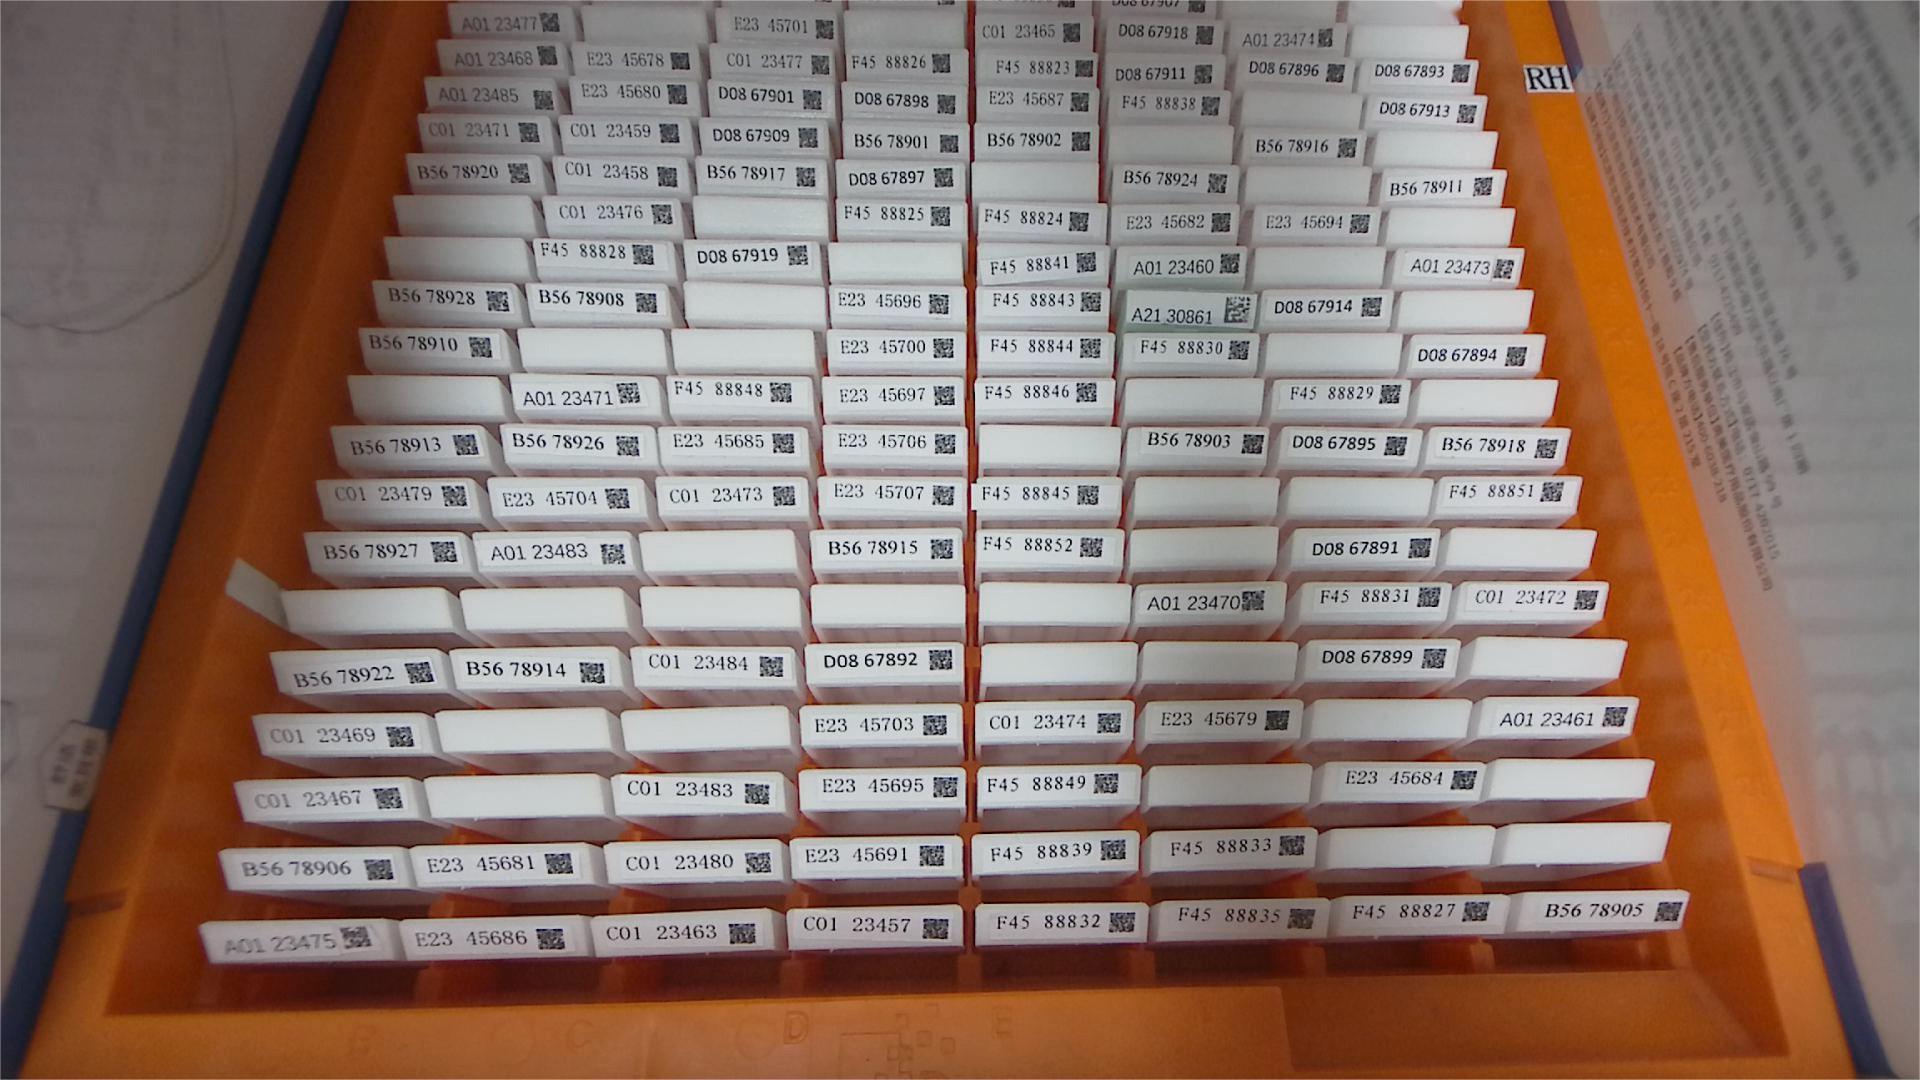 D08 67907
A01 23477 E23 45701 C01 23465 D08 67918 A01 23474
A01 23468 E23 45678 C01 23477 F45 88826 F45 88823 D08 67911 D08 67896 D08 67893
RH
A01 23485 E23 45680 D08 67901 D08 67898 E23 45687 F45 88838 D08 67913
C01 23471 C01 23459 D08 67909 B56 78901 B56 78902 B56 78916
B56 78920 C01 23458 B56 78917 D08 67897 B56 78924 B56 78911
C01 23476 F45 88825 F45 88824 E23 45682 E23 45694
F45 88828 D08 67919 F45 88841 A01 23460 A01 23473
B56 78928 B56 78908 E23 45696 F45 88843 A21 30861 D08 67914
B56 78910 E23 45700 F45 88844 F45 88830 D08 67894
A01 23471 F45 88848 E23 45697 F45 88846 F45 88829
B56 78913 B56 78926 E23 45685 E23 45706 B56 78903 D08 67895 B56 78918
C01 23479 E23 45704 C01 23473 E23 45707 F45 88845 F45 88851
B56 78927 A01 23483 B56 78915 F45 88852 D08 67891
A01 23470 F45 88831 C01 23472
B56 78922 B56 78914 C01 23484 D08 67892 D08 67899
C01 23469 E23 45703 C01 23474 E23 45679 A01 23461
C01 23467 C01 23483 E23 45695 F45 88849 E23 45684
B56 78906 E23 45681 C01 23480 E23 45691 F45 88839 F45 88833
A01 23475 E23 45686 C01 23463 C01 23457 F45 88832 F45 88835 F45 88827 B56 78905
B C D E